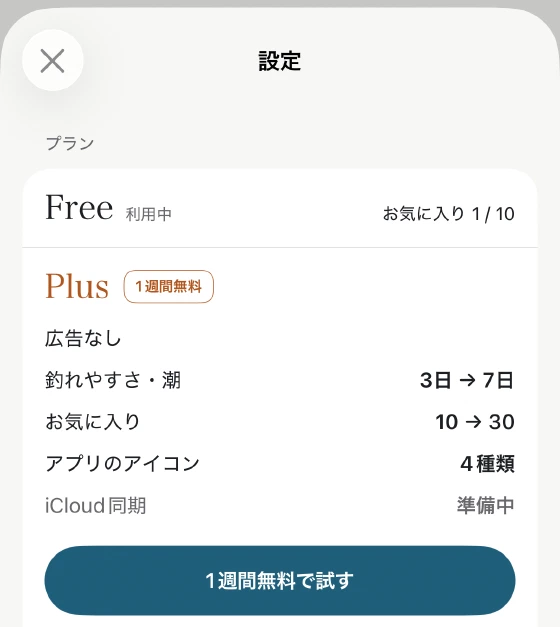 設定
プラン
Free 利用中 お気に入り 1 / 10
Plus 1週間無料
広告なし
釣れやすさ・潮 3日 → 7日
お気に入り 10 → 30
アプリのアイコン 4種類
iCloud同期 準備中
1週間無料で試す